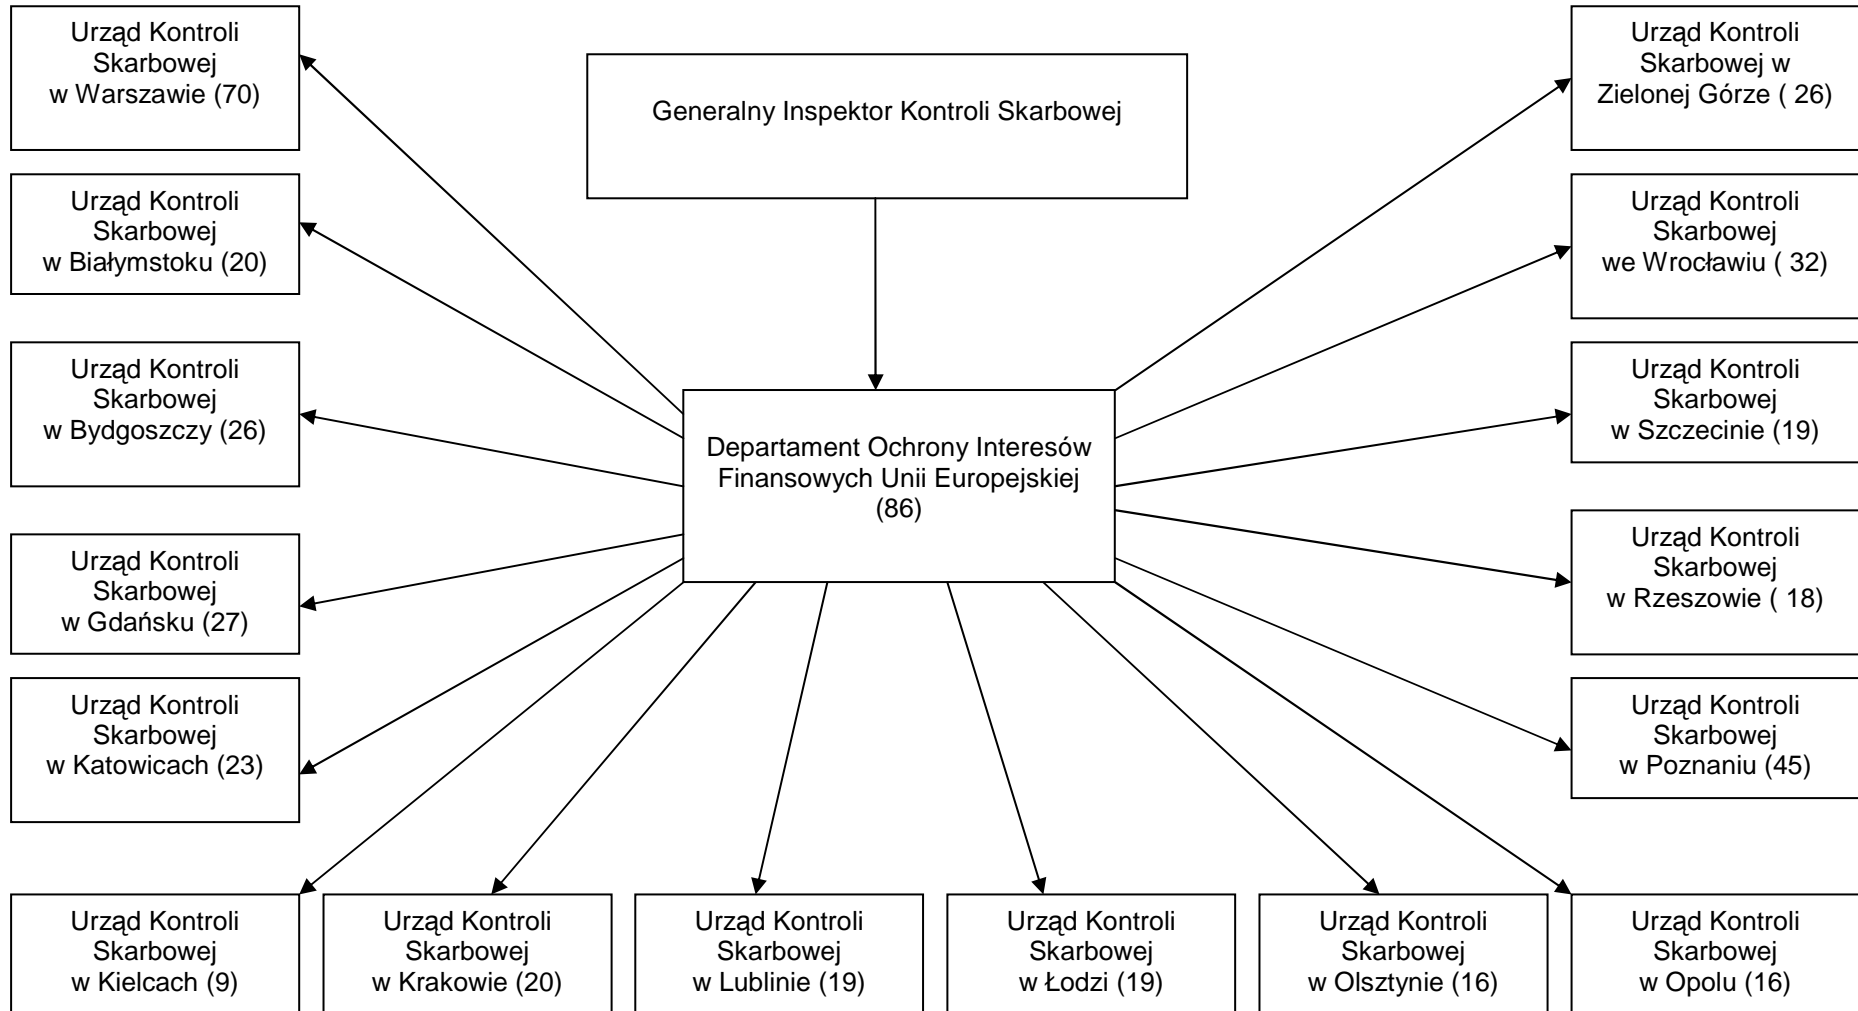 Urząd Kontroli
Skarbowej
w Warszawie (70)
Generalny Inspektor Kontroli Skarbowej
Urząd Kontroli
Skarbowej w
Zielonej Górze ( 26)
Urząd Kontroli
Skarbowej
w Białymstoku (20)
Urząd Kontroli
Skarbowej
we Wrocławiu ( 32)
Urząd Kontroli
Skarbowej
w Bydgoszczy (26)
Departament Ochrony Interesów
Finansowych Unii Europejskiej
(86)
Urząd Kontroli
Skarbowej
w Szczecinie (19)
Urząd Kontroli
Skarbowej
w Gdańsku (27)
Urząd Kontroli
Skarbowej
w Rzeszowie ( 18)
Urząd Kontroli
Skarbowej
w Katowicach (23)
Urząd Kontroli
Skarbowej
w Poznaniu (45)
Urząd Kontroli
Skarbowej
w Kielcach (9)
Urząd Kontroli
Skarbowej
w Krakowie (20)
Urząd Kontroli
Skarbowej
w Lublinie (19)
Urząd Kontroli
Skarbowej
w Łodzi (19)
Urząd Kontroli
Skarbowej
w Olsztynie (16)
Urząd Kontroli
Skarbowej
w Opolu (16)